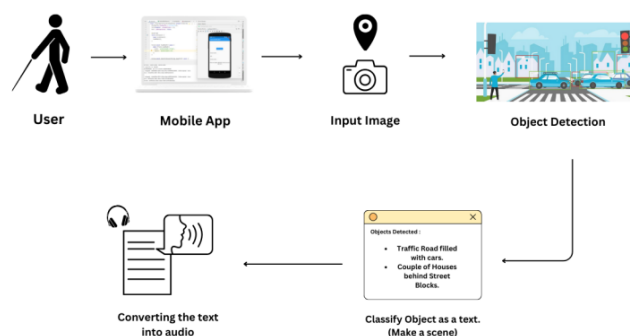 User
Mobile App
Input Image
Object Detection
Objects Detected :
• Traffic Road filled
with cars.
• Couple of Houses
behind Street
Blocks.
Converting the text
into audio
Classify Object as a text.
(Make a scene)